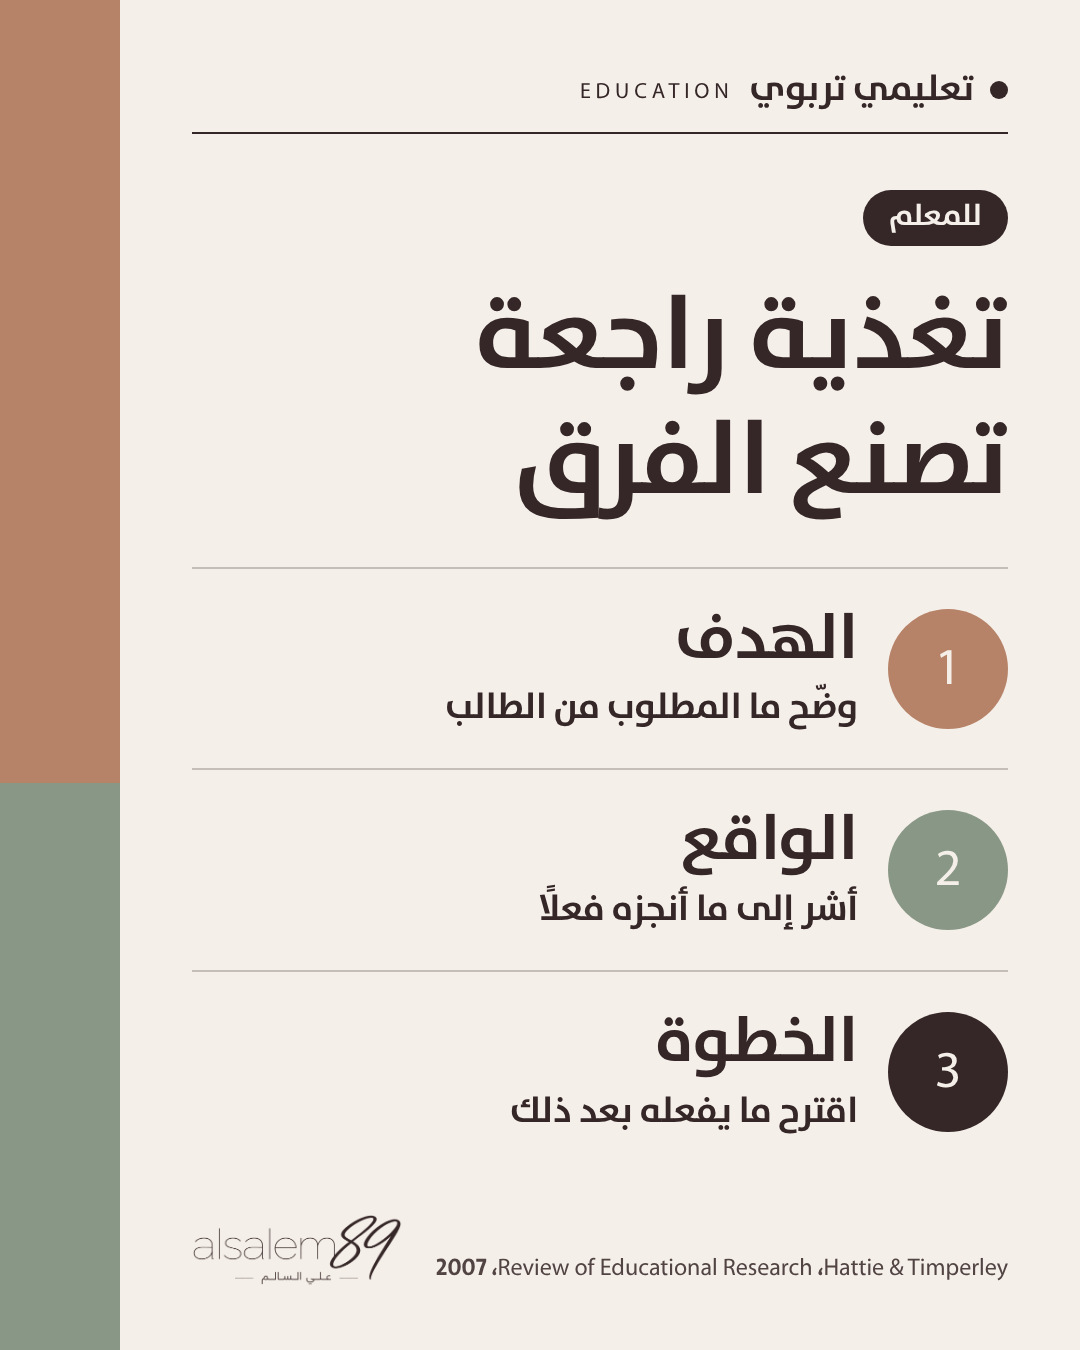 تعليمي تربوي EDUCATION
للمعلم
تغذية راجعة
تصنع الفرق
1
الهدف
وضّح ما المطلوب من الطالب
2
الواقع
أشر إلى ما أنجزه فعلًا
3
الخطوة
اقترح ما يفعله بعد ذلك
Hattie & Timperley، Review of Educational Research، 2007
alsalem89
علي السالم